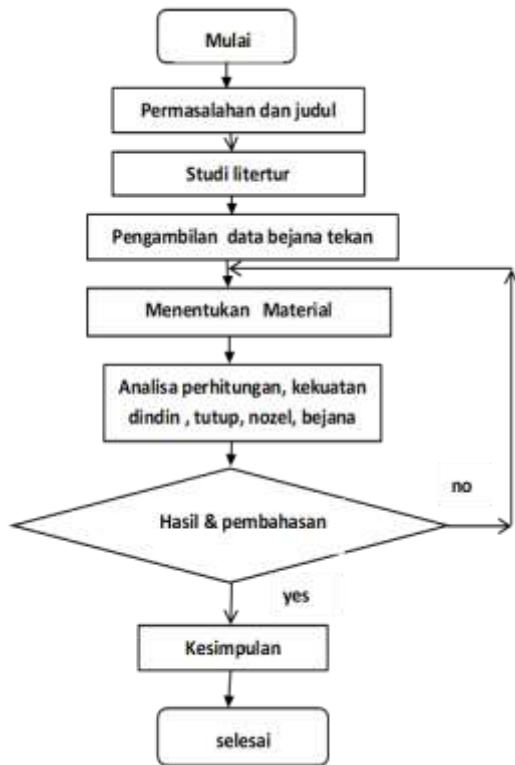 Mulai
Permasalahan dan judul
Studi litertur
Pengambilan data bejana tekan
Menentukan Material
Analisa perhitungan, kekuatan
dindin , tutup, nozel, bejana
Hasil & pembahasan
no
yes
Kesimpulan
selesai